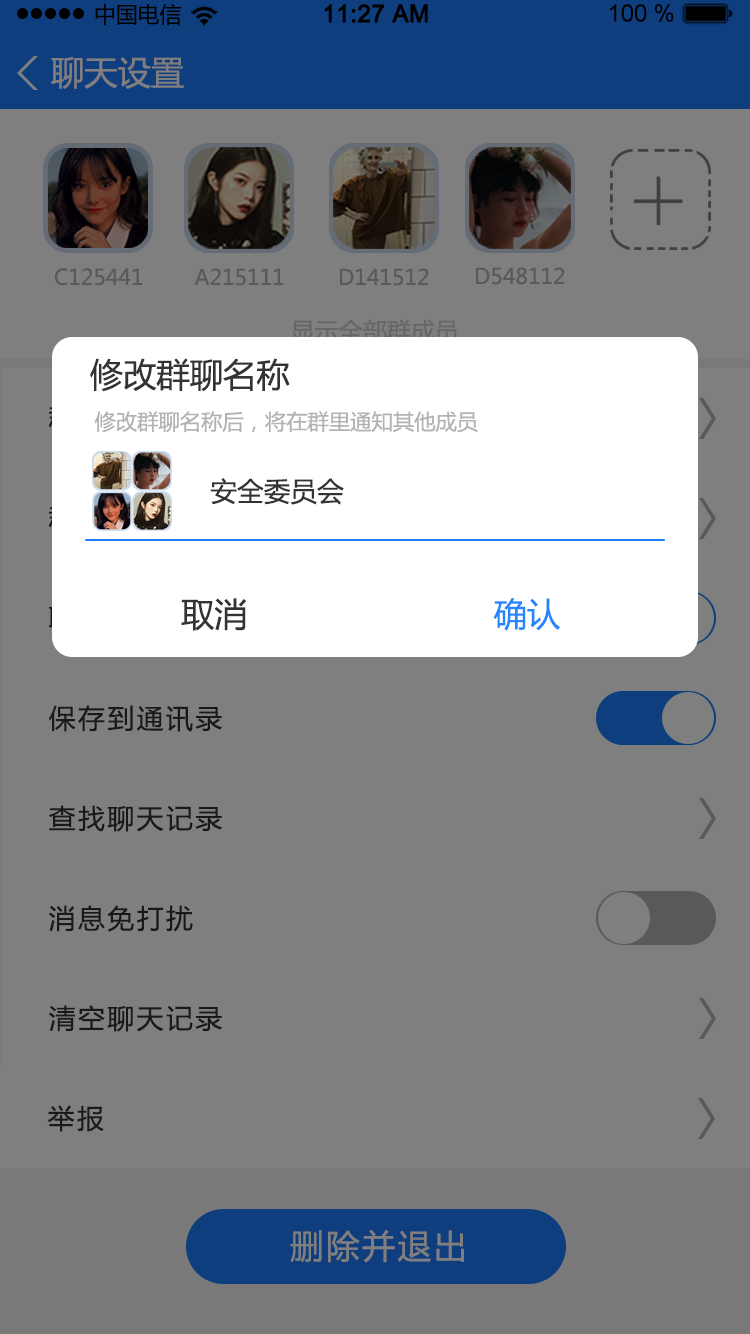 中国电信 11:27 AM 100 %
聊天设置
C125441 A215111 D141512 D548112
显示全部群成员
修改群聊名称
修改群聊名称后，将在群里通知其他成员
安全委员会
取消 确认
保存到通讯录
查找聊天记录
消息免打扰
清空聊天记录
举报
删除并退出